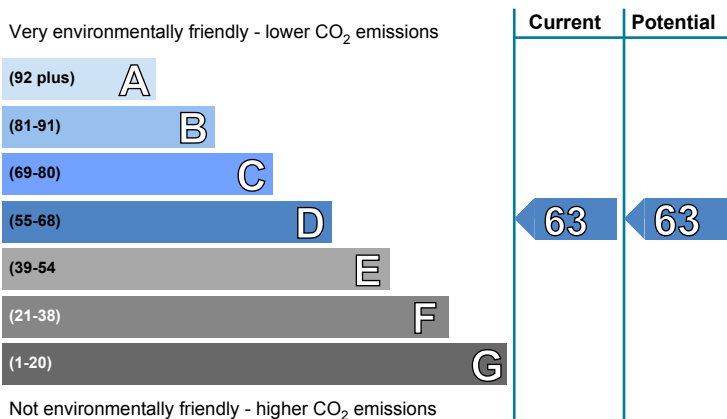 Current Potential
Very environmentally friendly - lower CO2 emissions
(92 plus) A
(81-91) B
(69-80) C
(55-68) D 63 63
(39-54 E
(21-38) F
(1-20) G
Not environmentally friendly - higher CO2 emissions